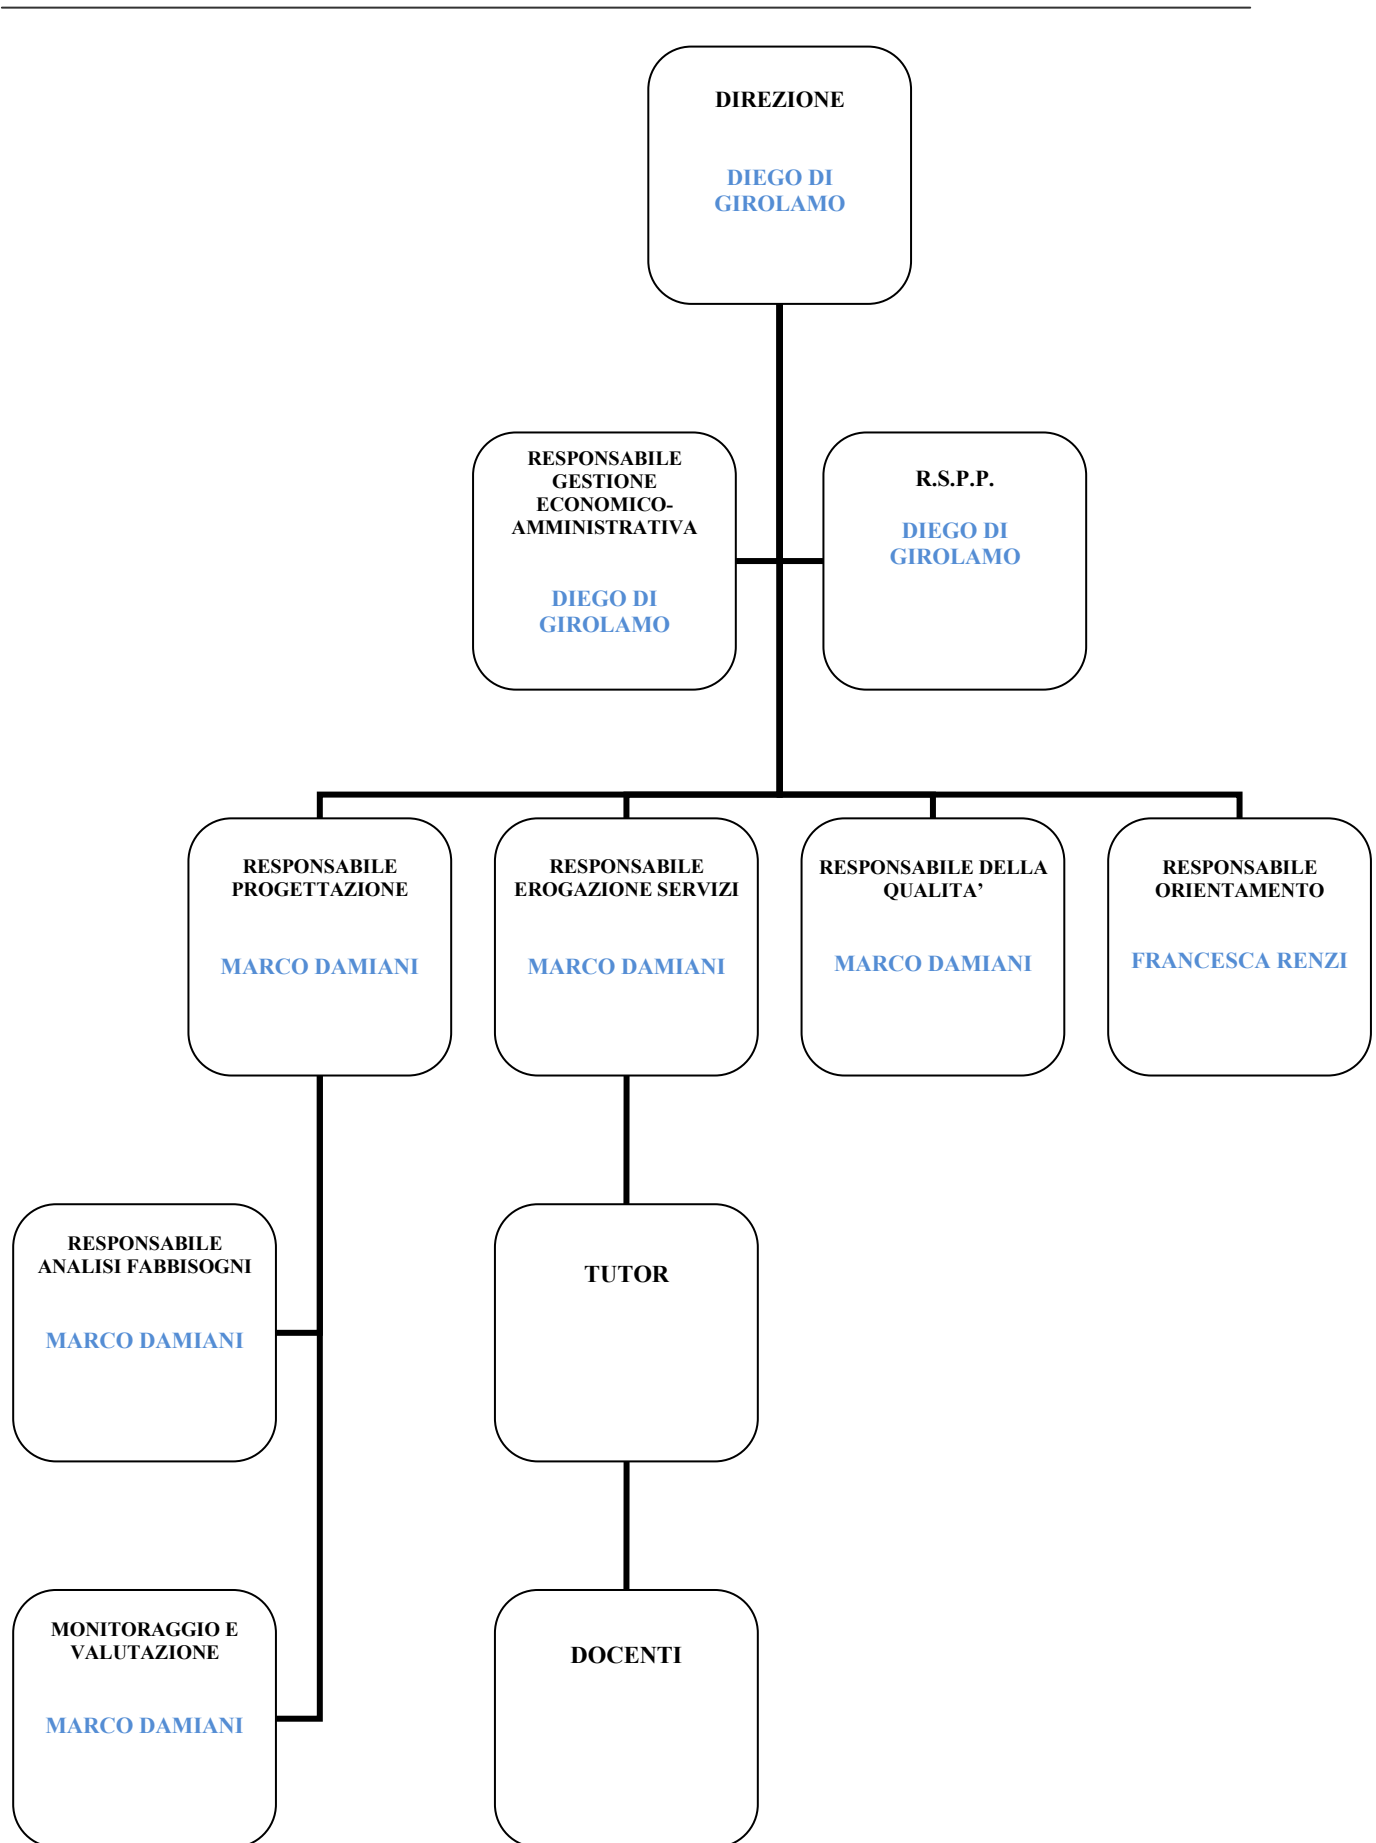 DIREZIONE
DIEGO DI
GIROLAMO
RESPONSABILE
GESTIONE
ECONOMICO-
AMMINISTRATIVA
DIEGO DI
GIROLAMO
R.S.P.P.
DIEGO DI
GIROLAMO
RESPONSABILE
PROGETTAZIONE
MARCO DAMIANI
RESPONSABILE
EROGAZIONE SERVIZI
MARCO DAMIANI
RESPONSABILE DELLA
QUALITA’
MARCO DAMIANI
RESPONSABILE
ORIENTAMENTO
FRANCESCA RENZI
RESPONSABILE
ANALISI FABBISOGNI
MARCO DAMIANI
TUTOR
MONITORAGGIO E
VALUTAZIONE
MARCO DAMIANI
DOCENTI